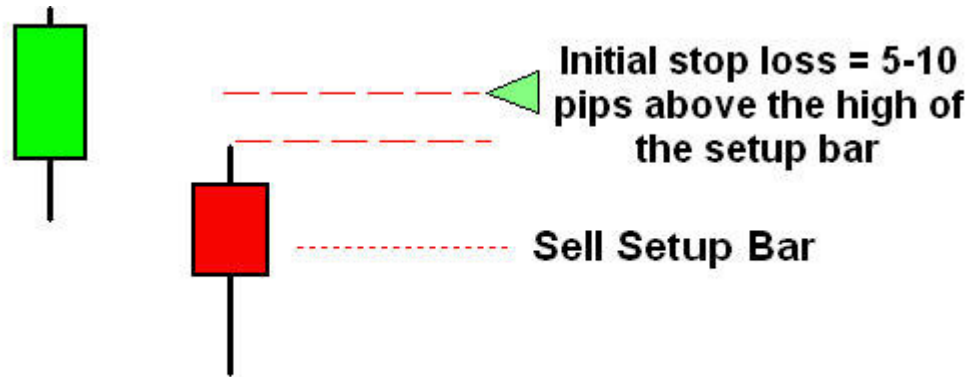 Initial stop loss = 5-10
pips above the high of
the setup bar
Sell Setup Bar